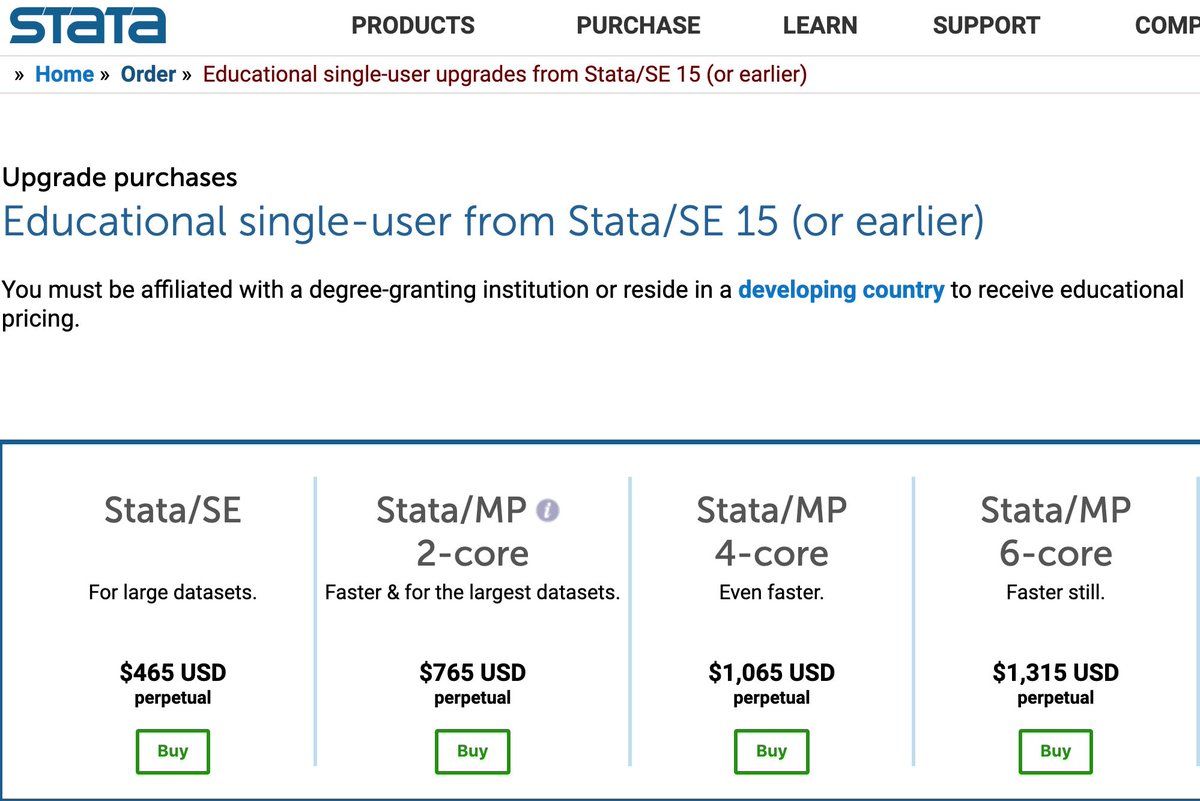 STATA
PRODUCTS PURCHASE LEARN SUPPORT COMP
» Home » Order » Educational single-user upgrades from Stata/SE 15 (or earlier)
Upgrade purchases
Educational single-user from Stata/SE 15 (or earlier)
You must be affiliated with a degree-granting institution or reside in a developing country to receive educational
pricing.
Stata/SE
For large datasets.
$465 USD
perpetual
Buy
Stata/MP i
2-core
Faster & for the largest datasets.
$765 USD
perpetual
Buy
Stata/MP
4-core
Even faster.
$1,065 USD
perpetual
Buy
Stata/MP
6-core
Faster still.
$1,315 USD
perpetual
Buy